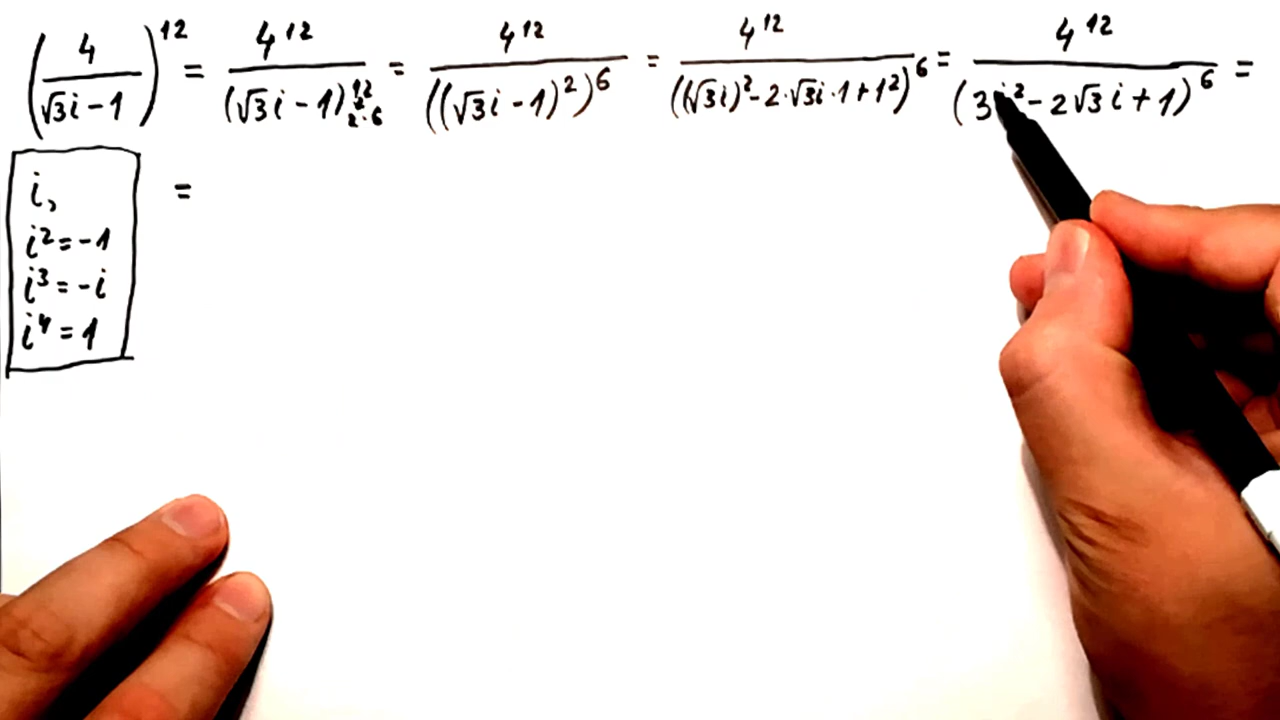 (4/(√3i-1))^12 = 4^12/(√3i-1)^12 2·6 = 4^12/((√3i-1)^2)^6 = 4^12/((√3i)^2-2·√3i·1+1^2)^6 = 4^12/(3i^2-2√3i+1)^6 =
i, =
i^2=-1
i^3=-i
i^4=1